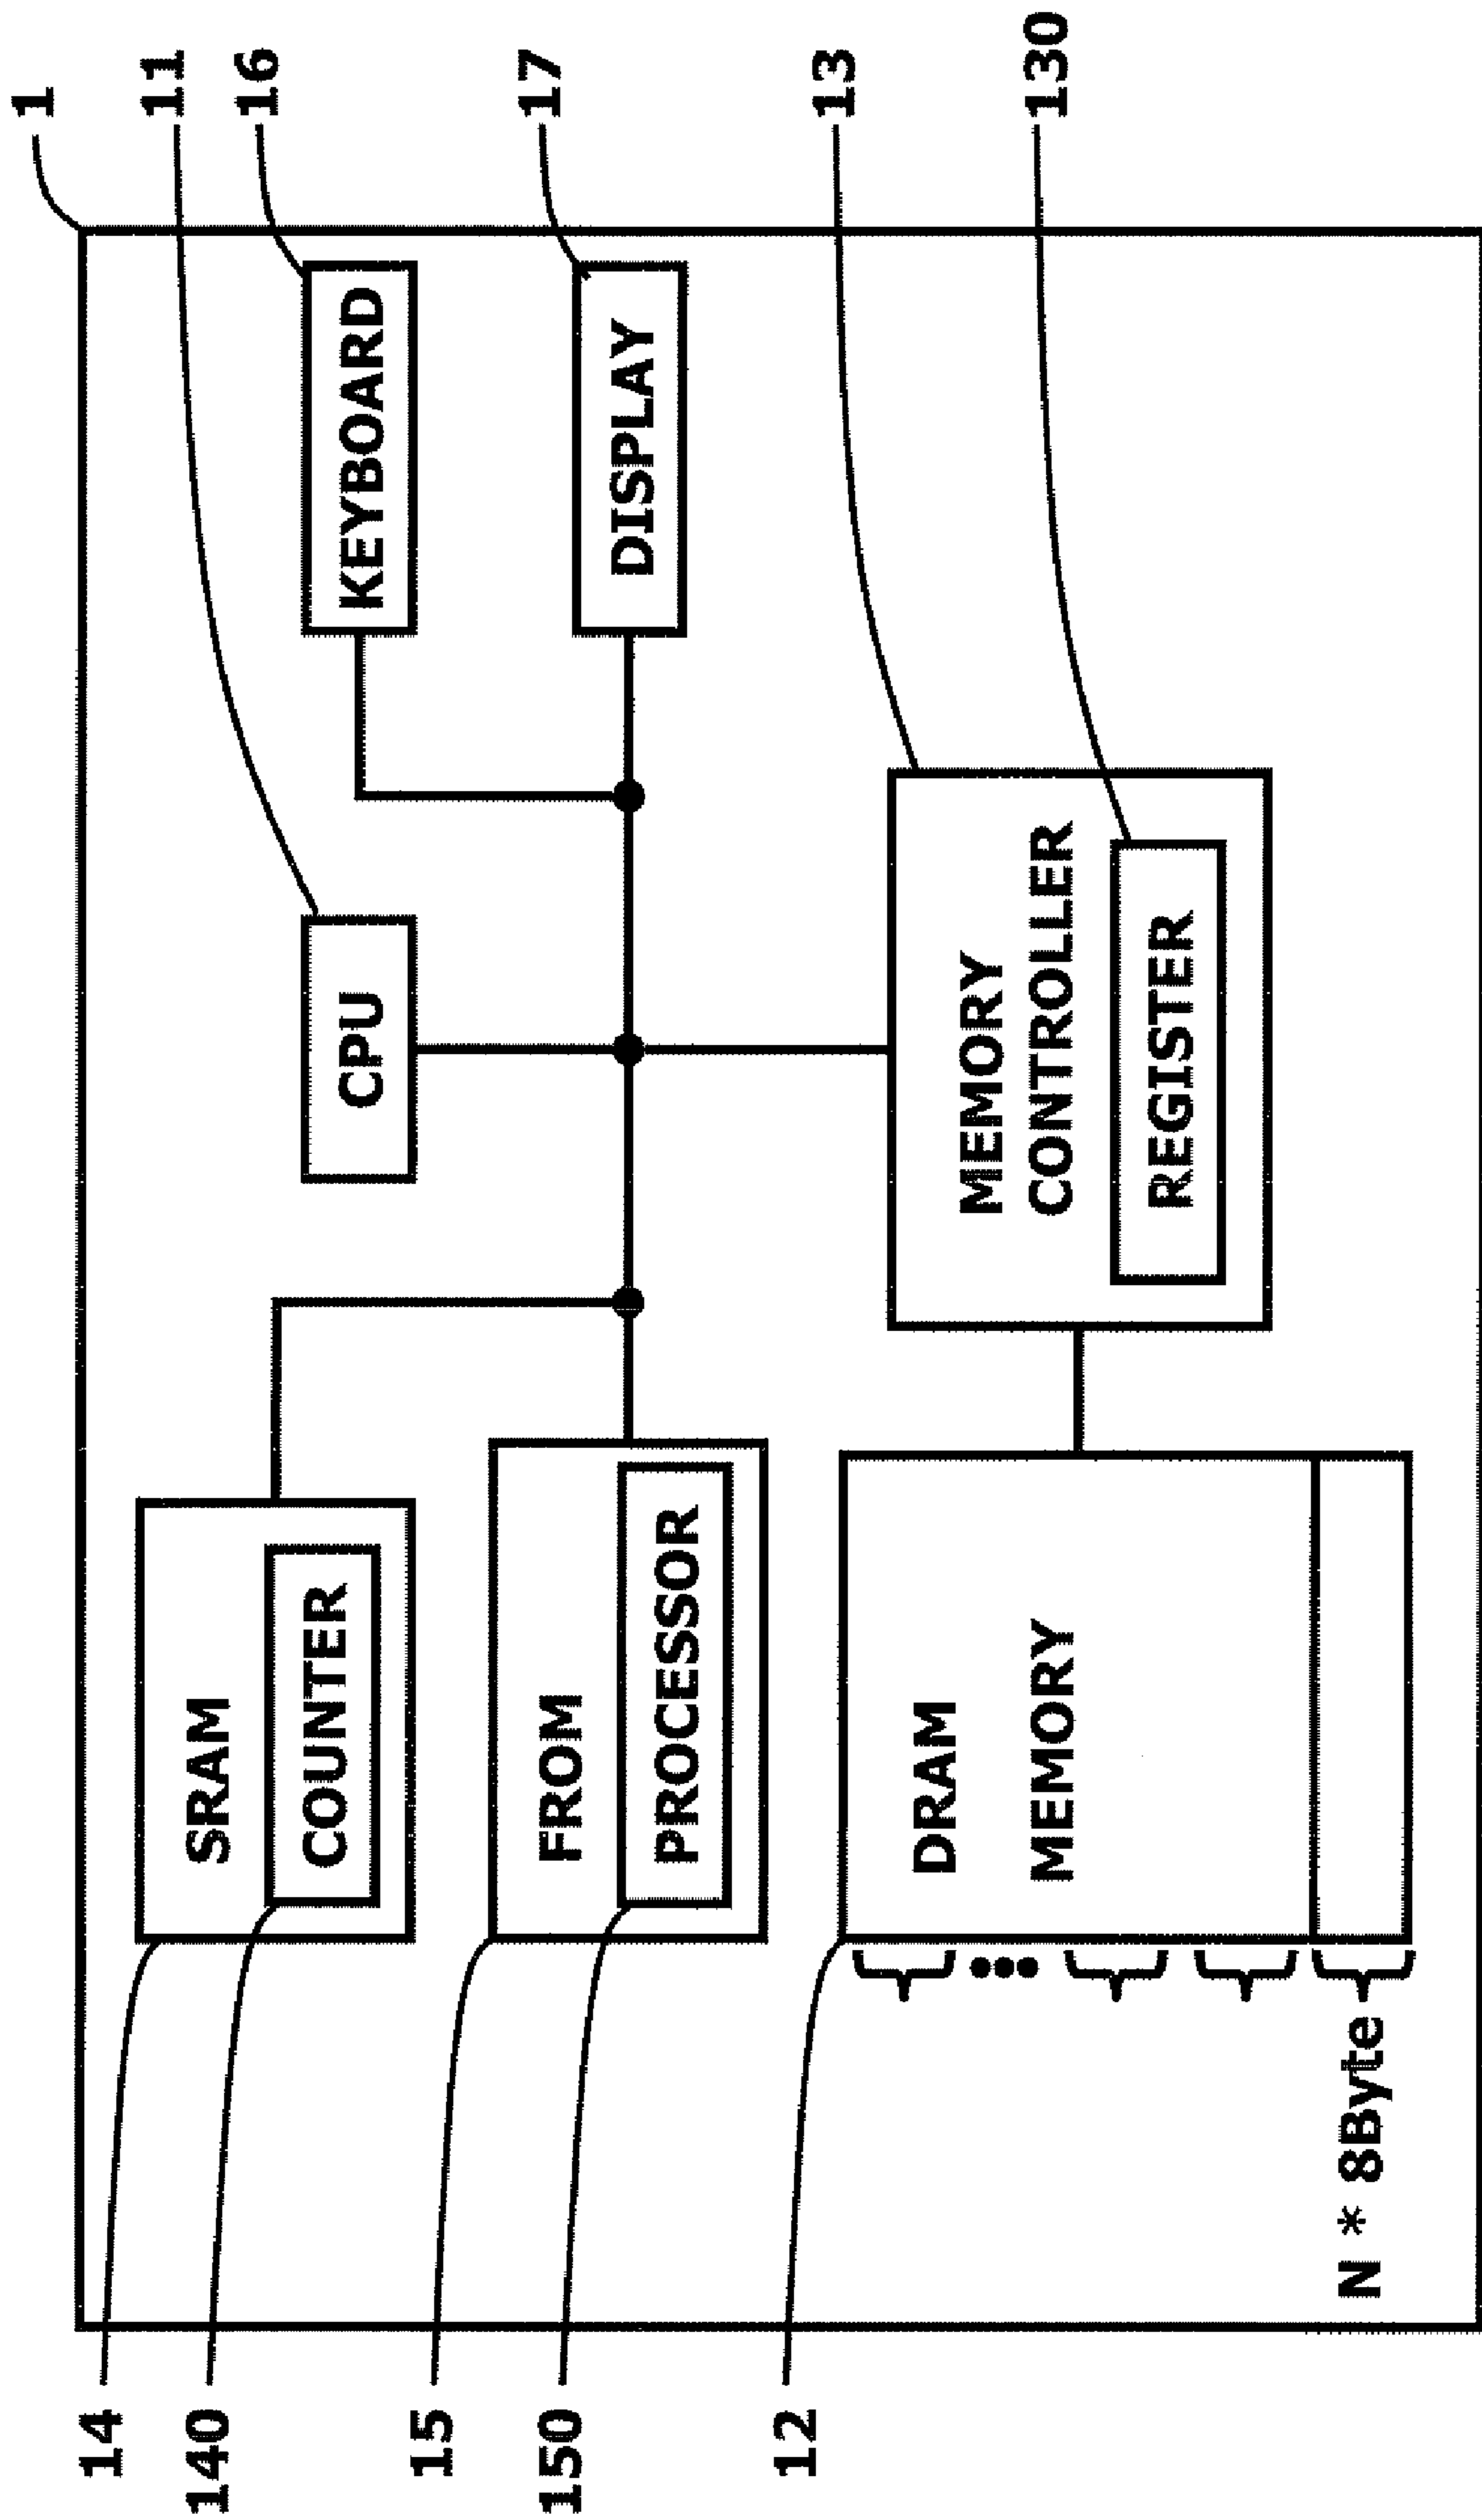 1
11
16
17
13
130
14
140
15
150
12
SRAM
COUNTER
FROM
PROCESSOR
DRAM
MEMORY
N * 8Byte
CPU
MEMORY
CONTROLLER
REGISTER
KEYBOARD
DISPLAY